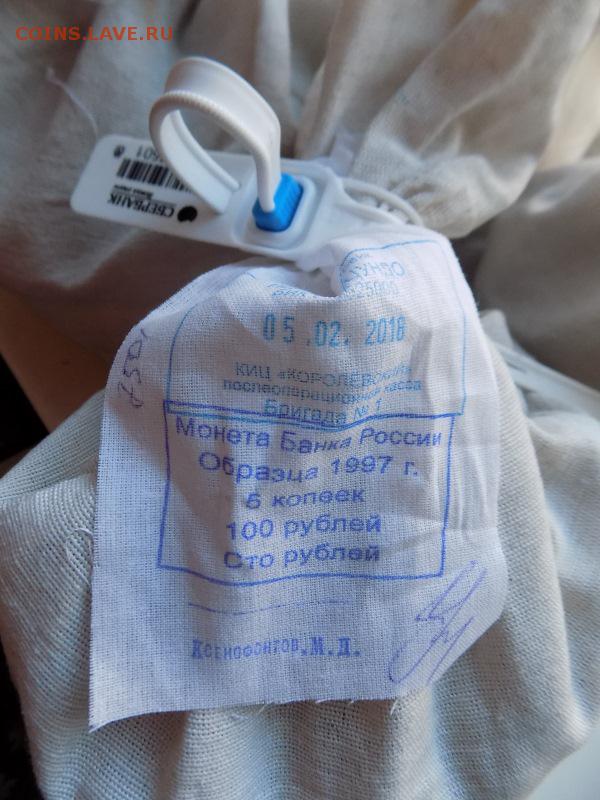 COINS.LAVE.RU
СБЕРБАНК
05.02.2018
КИЦ «КОРОЛЁВСКИЙ»
послеоперационная касса
Бригада № 1
Монета Банка России
Образца 1997 г.
5 копеек
100 рублей
Сто рублей
Ксенофонтов.М.Д.